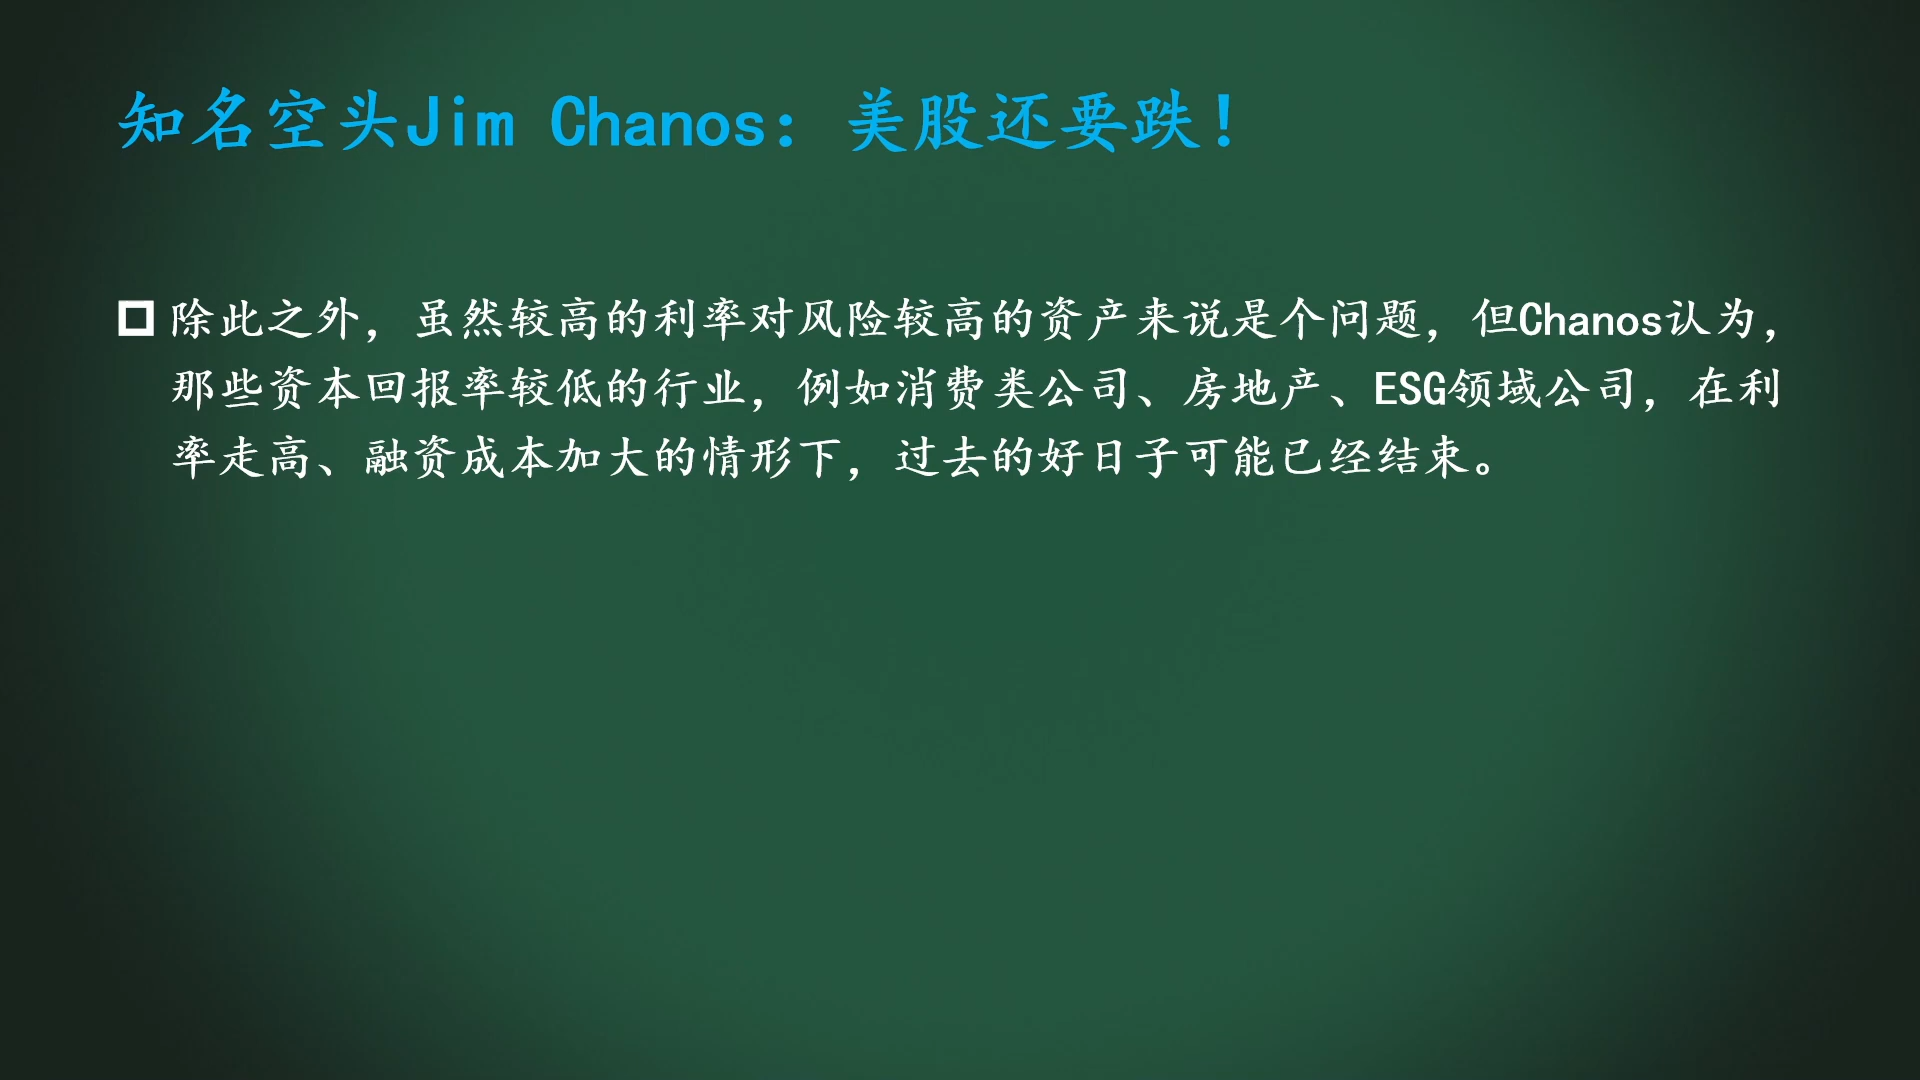 知名空头Jim Chanos：美股还要跌！
除此之外，虽然较高的利率对风险较高的资产来说是个问题，但Chanos认为，
那些资本回报率较低的行业，例如消费类公司、房地产、ESG领域公司，在利
率走高、融资成本加大的情形下，过去的好日子可能已经结束。